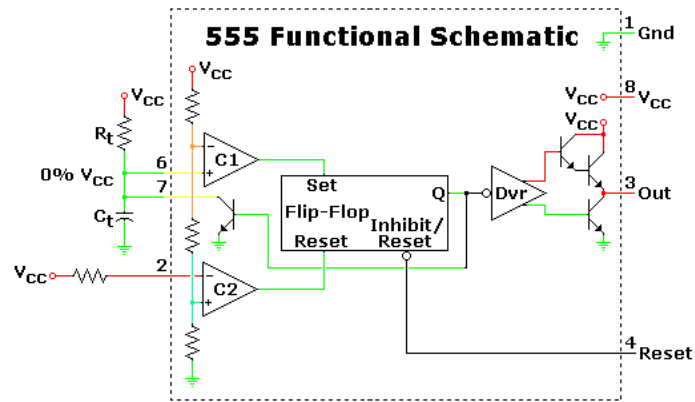 555 Functional Schematic
1 Gnd
VCC
VCC
VCC 8 VCC
VCC
Rt
0% VCC
6
7
Ct
C1
Set
Q
Flip-Flop
Inhibit/
Reset
Reset
Dvr
3 Out
VCC
2
C2
4 Reset